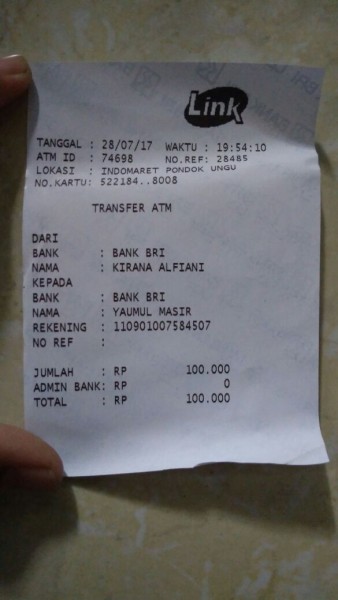 Link
TANGGAL : 28/07/17 WAKTU : 19:54:10
ATM ID : 74698 NO.REF: 28485
LOKASI : INDOMARET PONDOK UNGU
NO.KARTU: 522184..8008
TRANSFER ATM
DARI
BANK : BANK BRI
NAMA : KIRANA ALFIANI
KEPADA
BANK : BANK BRI
NAMA : YAUMUL MASIR
REKENING : 110901007584507
NO REF :
JUMLAH : RP 100.000
ADMIN BANK: RP 0
TOTAL : RP 100.000